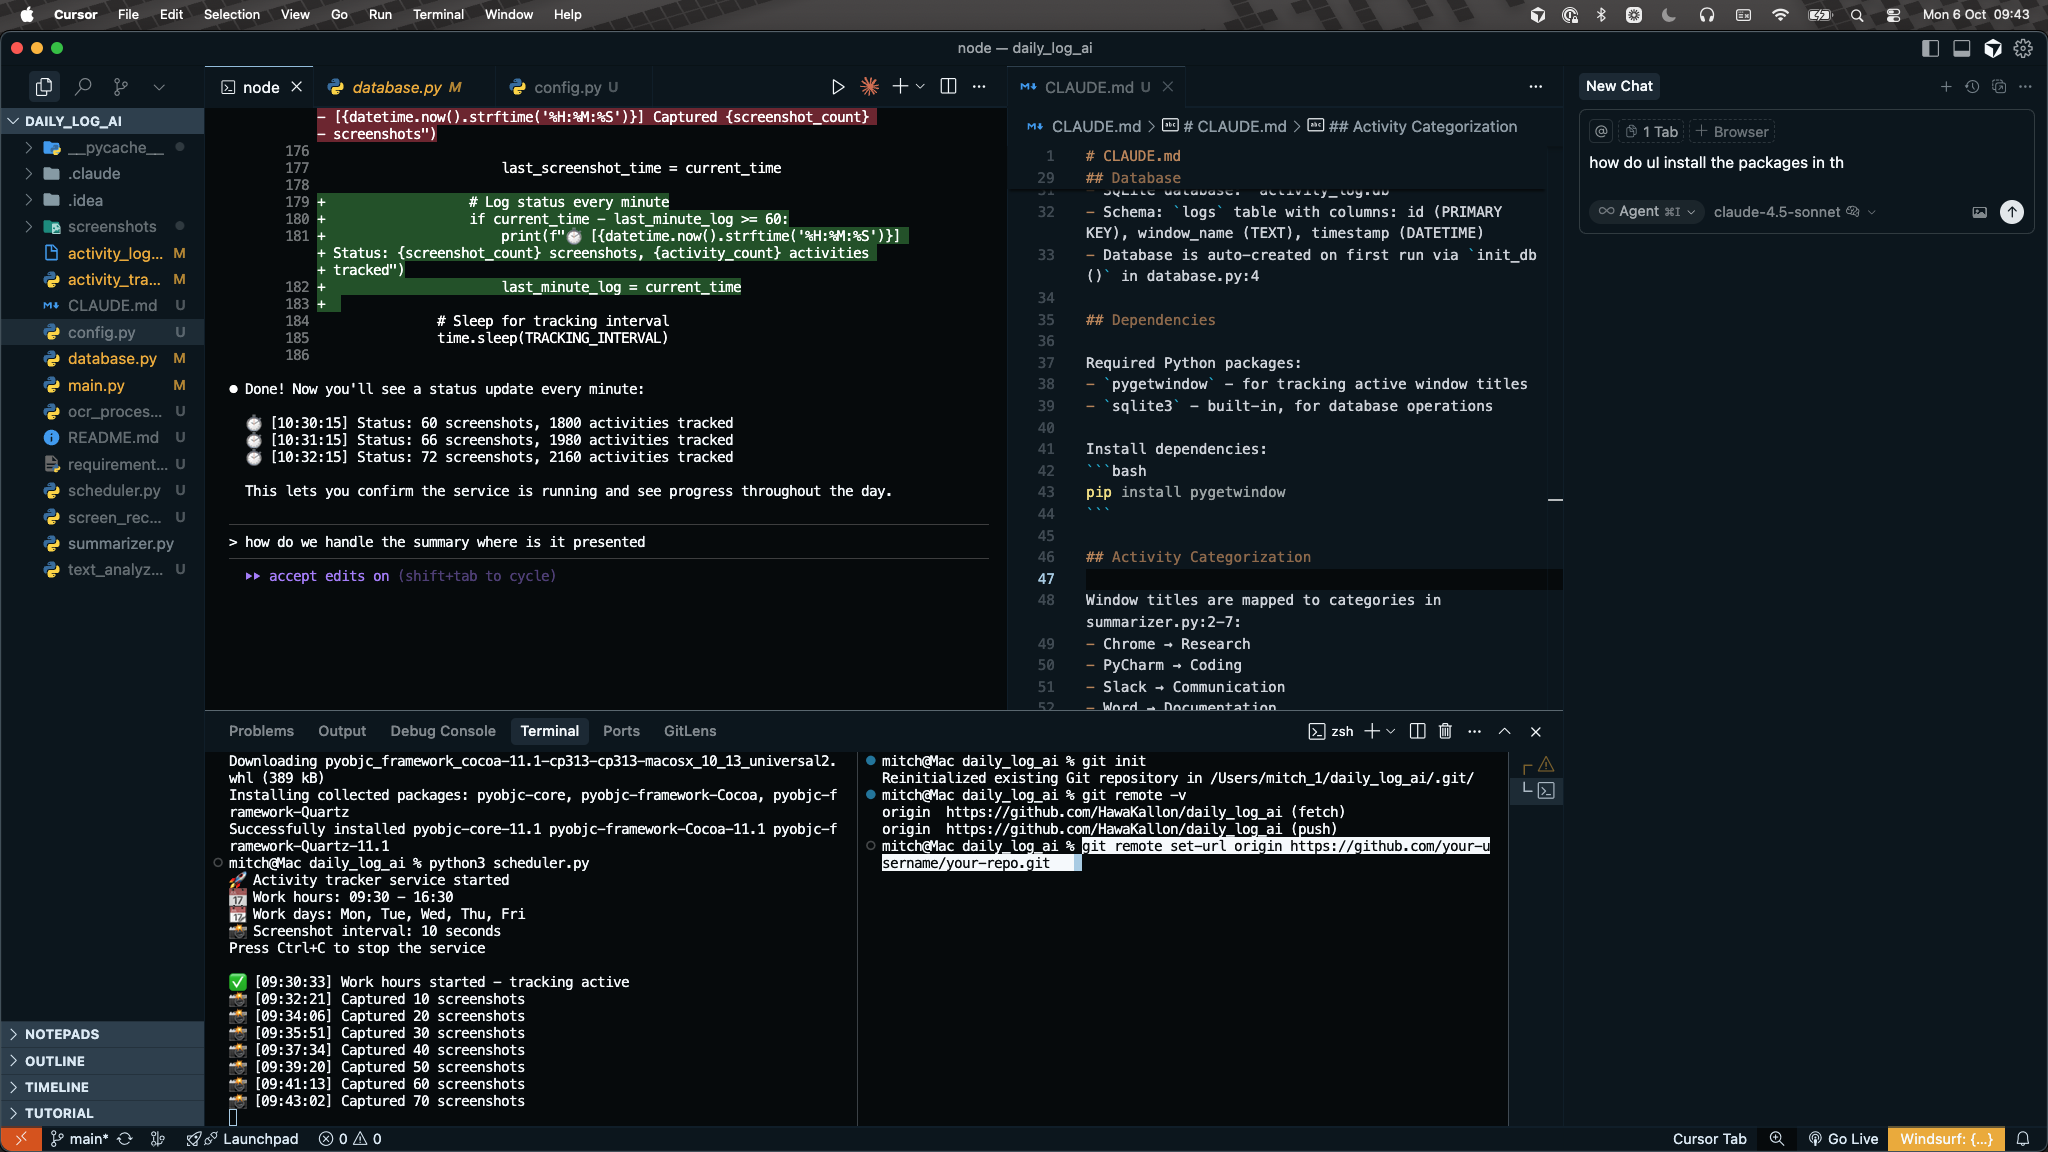 Cursor File Edit Selection View Go Run Terminal Window Help
Mon 6 Oct 09:43
node — daily_log_ai
DAILY_LOG_AI
__pycache__
.claude
.idea
screenshots
activity_log... M
activity_tra... M
CLAUDE.md U
config.py U
database.py M
main.py M
ocr_proces... U
README.md U
requirement... U
scheduler.py U
screen_rec... U
summarizer.py U
text_analyz... U
NOTEPADS
OUTLINE
TIMELINE
TUTORIAL
node
database.py M
config.py U
- [{datetime.now().strftime('%H:%M:%S')}] Captured {screenshot_count}
- screenshots")
176
177 last_screenshot_time = current_time
178
179 + # Log status every minute
180 + if current_time - last_minute_log >= 60:
181 + print(f"⏱️ [{datetime.now().strftime('%H:%M:%S')}]
+ Status: {screenshot_count} screenshots, {activity_count} activities
+ tracked")
182 + last_minute_log = current_time
183 +
184 # Sleep for tracking interval
185 time.sleep(TRACKING_INTERVAL)
186
● Done! Now you'll see a status update every minute:
⏱️ [10:30:15] Status: 60 screenshots, 1800 activities tracked
⏱️ [10:31:15] Status: 66 screenshots, 1980 activities tracked
⏱️ [10:32:15] Status: 72 screenshots, 2160 activities tracked
This lets you confirm the service is running and see progress throughout the day.
> how do we handle the summary where is it presented
⏵⏵ accept edits on (shift+tab to cycle)
CLAUDE.md U
CLAUDE.md > # CLAUDE.md > ## Activity Categorization
1 # CLAUDE.md
29 ## Database
31 - SQLite database: `activity_log.db`
32 - Schema: `logs` table with columns: id (PRIMARY
KEY), window_name (TEXT), timestamp (DATETIME)
33 - Database is auto-created on first run via `init_db
()` in database.py:4
34
35 ## Dependencies
36
37 Required Python packages:
38 - `pygetwindow` - for tracking active window titles
39 - `sqlite3` - built-in, for database operations
40
41 Install dependencies:
42 ```bash
43 pip install pygetwindow
44 ```
45
46 ## Activity Categorization
47
48 Window titles are mapped to categories in
summarizer.py:2-7:
49 - Chrome → Research
50 - PyCharm → Coding
51 - Slack → Communication
52 - Word → Documentation
New Chat
@ 1 Tab + Browser
how do uI install the packages in th
Agent ⌘I claude-4.5-sonnet
Problems Output Debug Console Terminal Ports GitLens
zsh
Downloading pyobjc_framework_cocoa-11.1-cp313-cp313-macosx_10_13_universal2.
whl (389 kB)
Installing collected packages: pyobjc-core, pyobjc-framework-Cocoa, pyobjc-f
ramework-Quartz
Successfully installed pyobjc-core-11.1 pyobjc-framework-Cocoa-11.1 pyobjc-f
ramework-Quartz-11.1
mitch@Mac daily_log_ai % python3 scheduler.py
🚀 Activity tracker service started
📅 Work hours: 09:30 - 16:30
📆 Work days: Mon, Tue, Wed, Thu, Fri
📸 Screenshot interval: 10 seconds
Press Ctrl+C to stop the service
✅ [09:30:33] Work hours started - tracking active
📸 [09:32:21] Captured 10 screenshots
📸 [09:34:06] Captured 20 screenshots
📸 [09:35:51] Captured 30 screenshots
📸 [09:37:34] Captured 40 screenshots
📸 [09:39:20] Captured 50 screenshots
📸 [09:41:13] Captured 60 screenshots
📸 [09:43:02] Captured 70 screenshots
mitch@Mac daily_log_ai % git init
Reinitialized existing Git repository in /Users/mitch_1/daily_log_ai/.git/
mitch@Mac daily_log_ai % git remote -v
origin https://github.com/HawaKallon/daily_log_ai (fetch)
origin https://github.com/HawaKallon/daily_log_ai (push)
mitch@Mac daily_log_ai % git remote set-url origin https://github.com/your-u
sername/your-repo.git
main* Launchpad 0 0
Cursor Tab Go Live Windsurf: {...}